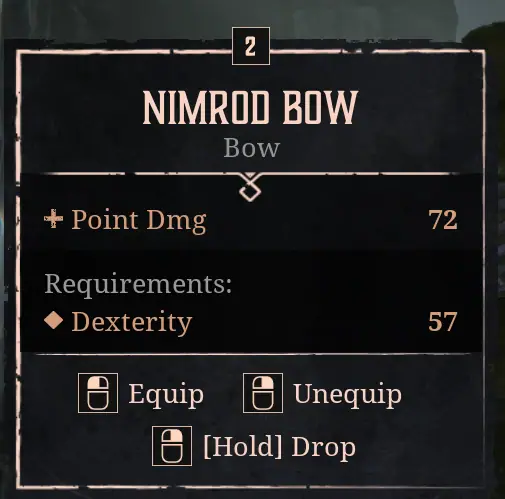 2
NIMROD BOW
Bow
Point Dmg 72
Requirements:
Dexterity 57
Equip Unequip
[Hold] Drop